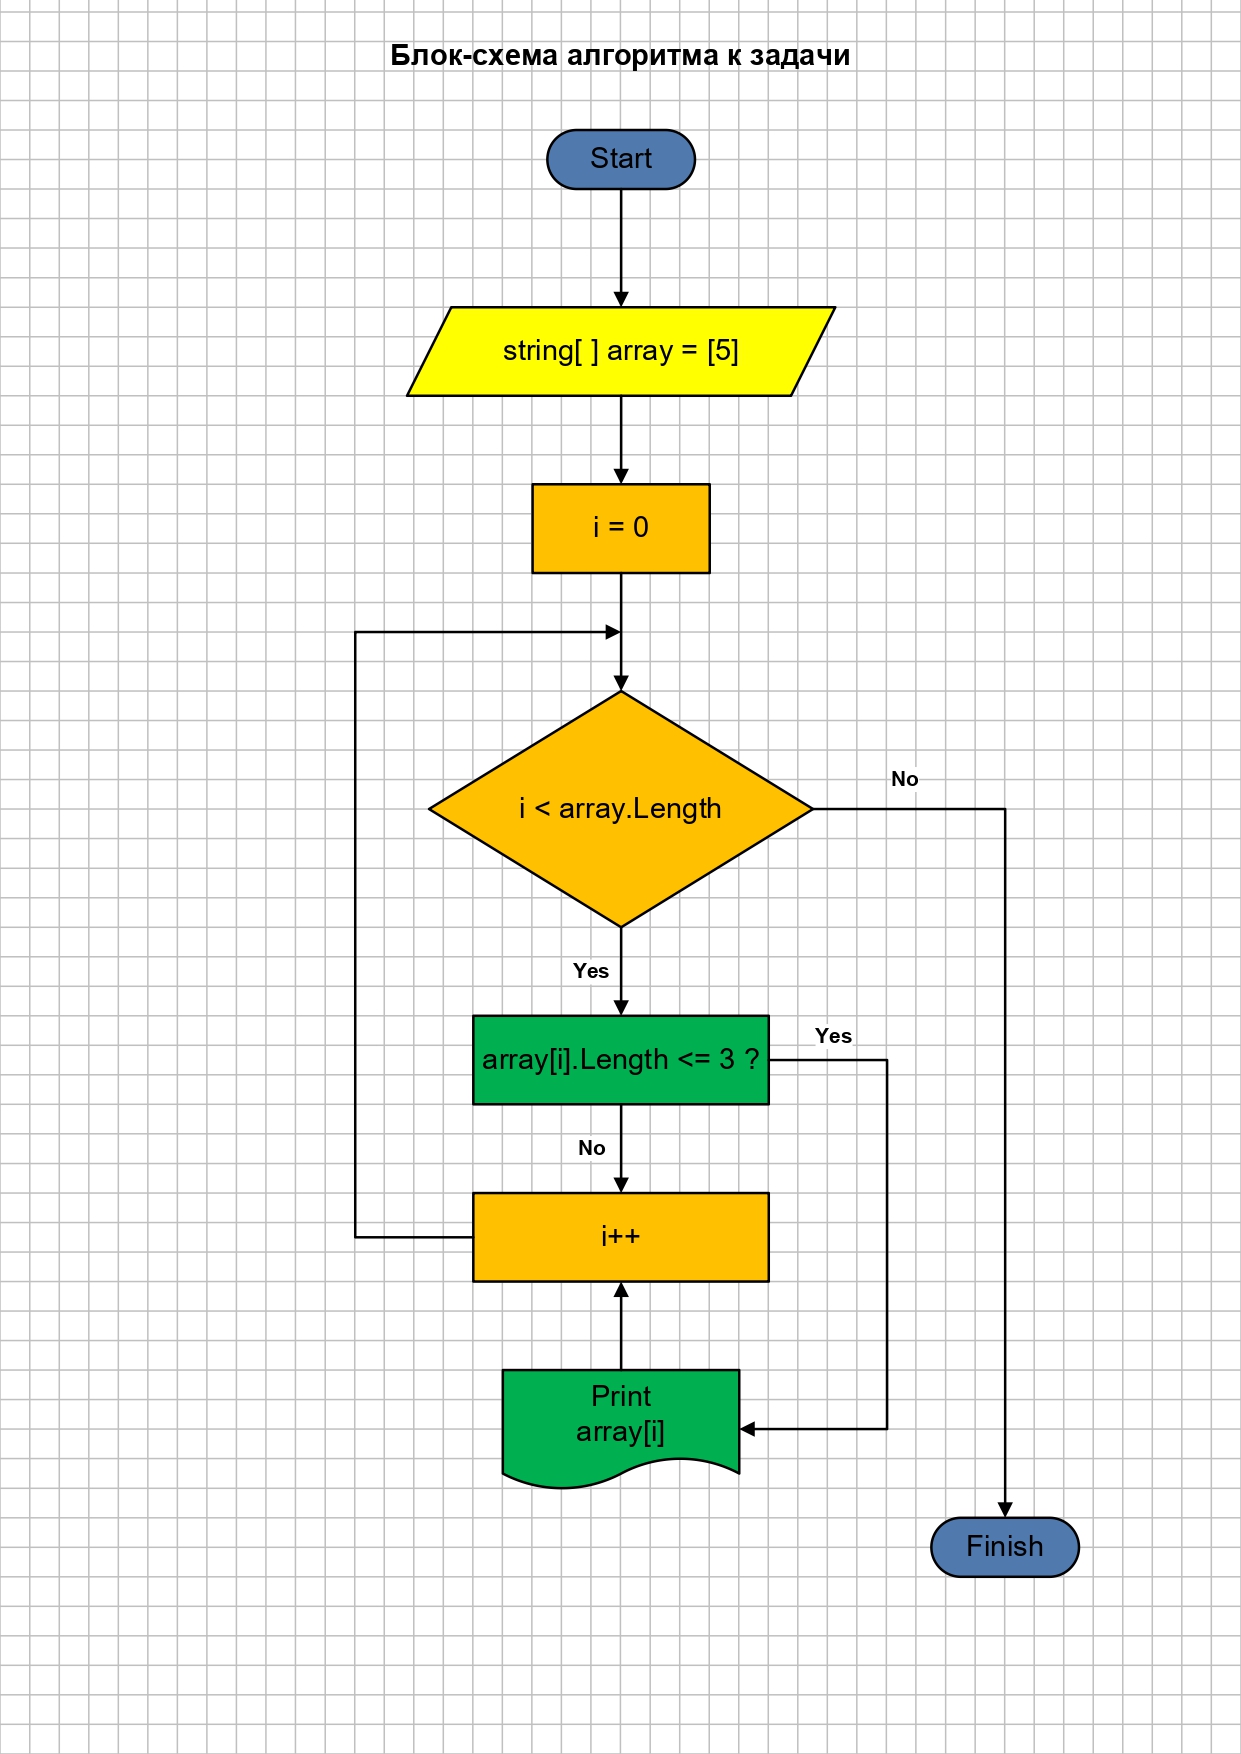 Блок-схема алгоритма к задачи
Start
string[ ] array = [5]
i = 0
i < array.Length
No
Yes
array[i].Length <= 3 ?
Yes
No
i++
Print
array[i]
Finish